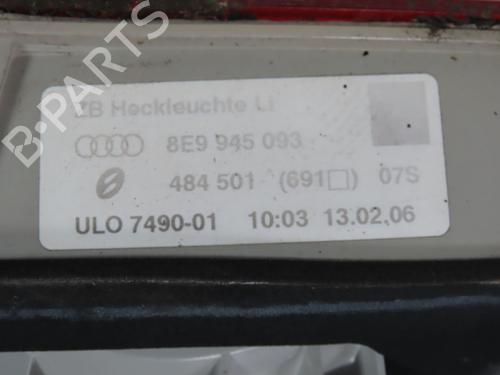 ZB Heckleuchte Li
8E9 945 093
484 501 (691□) 07S
ULO 7490-01 10:03 13.02.06
B-PARTS